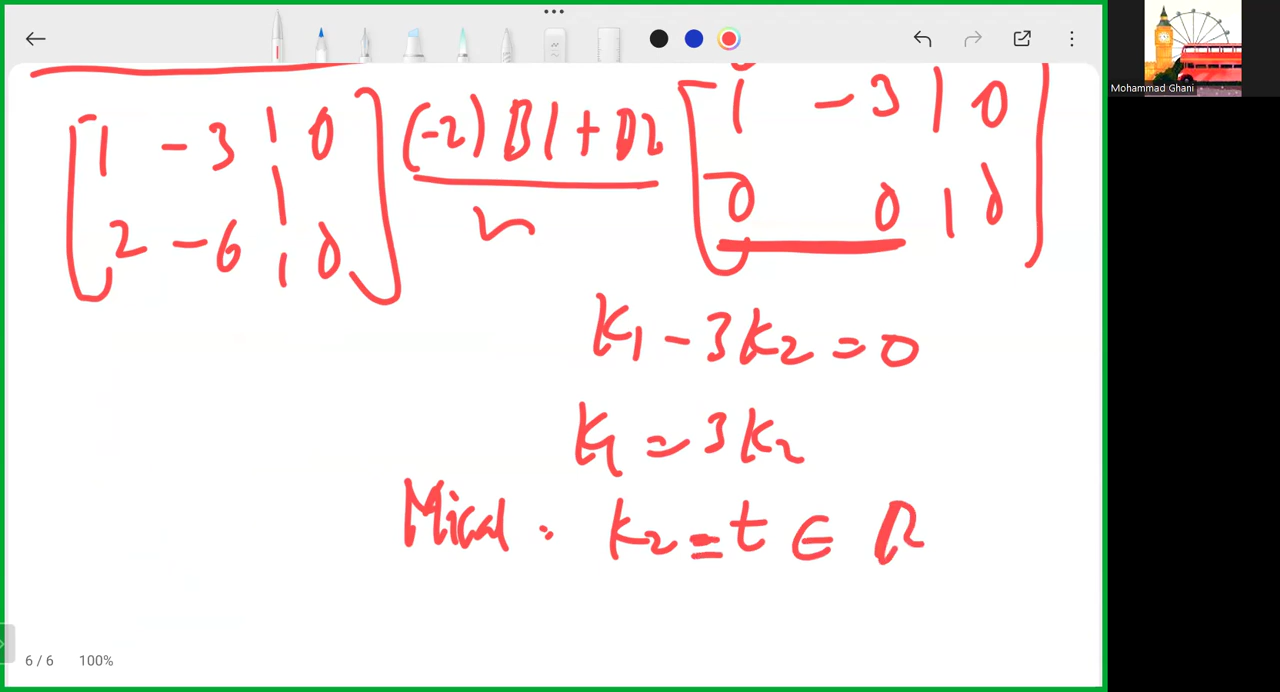 Mohammad Ghani
1 -3 | 0
2 -6 | 0
(-2) B1 + B2
~
1 -3 | 0
0 0 | 0
K1 - 3K2 = 0
K1 = 3K2
Misal : K2 = t ∈ R
6 / 6 100%